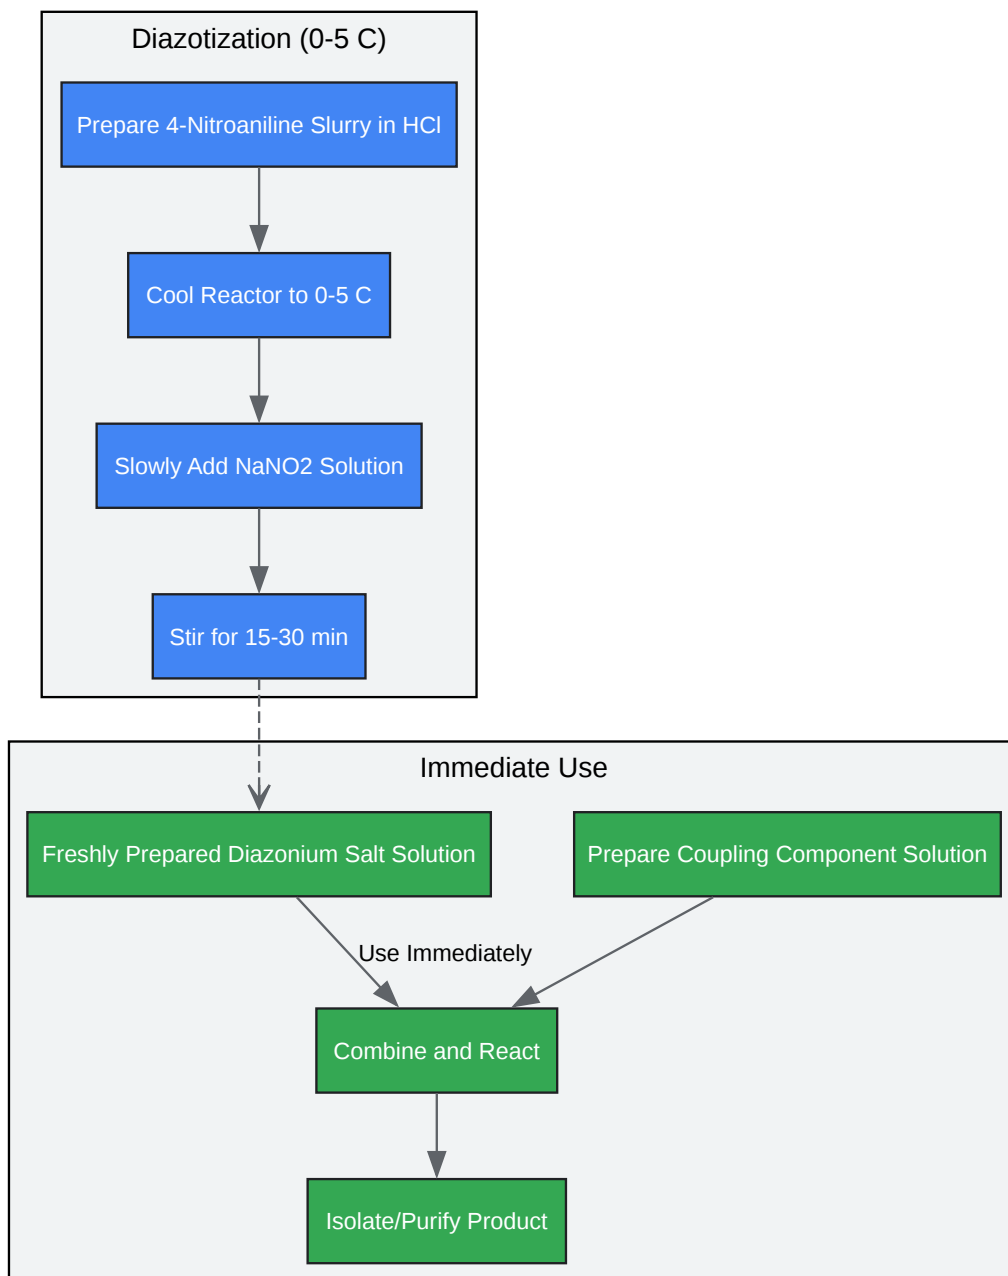 Diazotization (0-5 C)
Prepare 4-Nitroaniline Slurry in HCl
Cool Reactor to 0-5 C
Slowly Add NaNO2 Solution
Stir for 15-30 min
Immediate Use
Freshly Prepared Diazonium Salt Solution
Prepare Coupling Component Solution
Use Immediately
Combine and React
Isolate/Purify Product